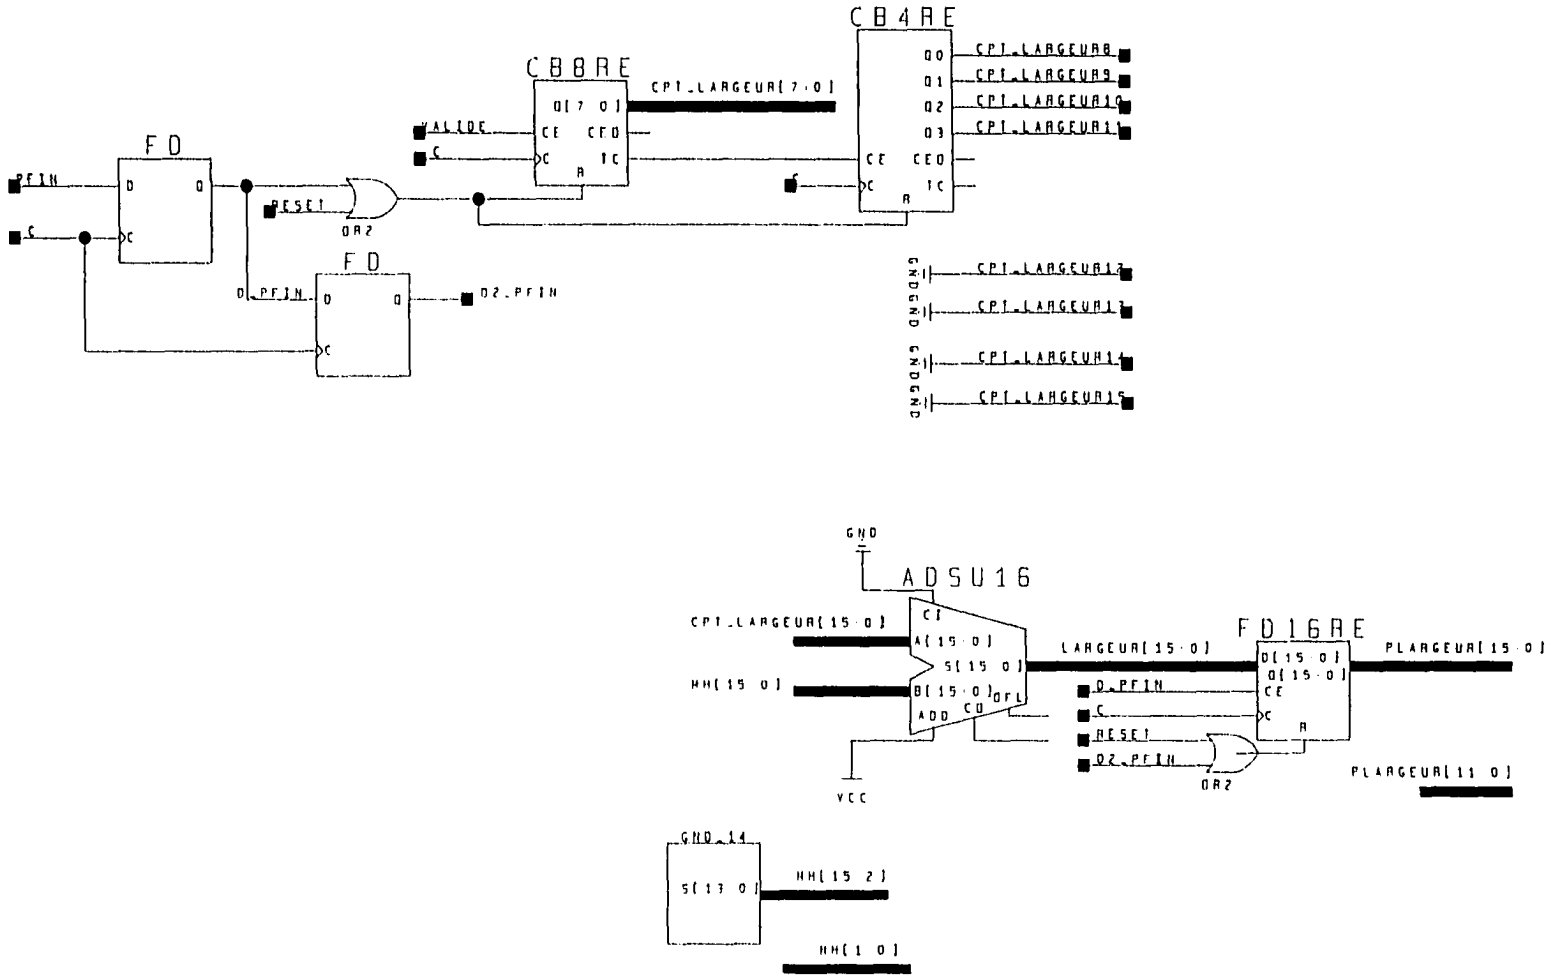 CB4RE
Q0 CPT_LARGEUR8
CB8RE
Q1 CPT_LARGEUR9
CPT_LARGEUR[7:0]
Q[7:0]
Q2 CPT_LARGEUR10
VALIDE CE CEO
Q3 CPT_LARGEUR11
FD
C C TC
CE CEO
R
PFIN D Q
C C TC
RESET
R
OR2
C C
FD
D_PFIN D Q D2_PFIN
C
GND CPT_LARGEUR12
GND CPT_LARGEUR13
GND CPT_LARGEUR14
GND CPT_LARGEUR15
GND
ADSU16
CI
CPT_LARGEUR[15:0] A[15:0]
S[15:0]
HH[15:0] B[15:0]
ADD CO OFL
VCC
LARGEUR[15:0]
FD16RE
D[15:0]
Q[15:0]
PLARGEUR[15:0]
D_PFIN CE
C C
RESET R
D2_PFIN
OR2
PLARGEUR[11:0]
GND_14
S[13:0] HH[15:2]
HH[1:0]